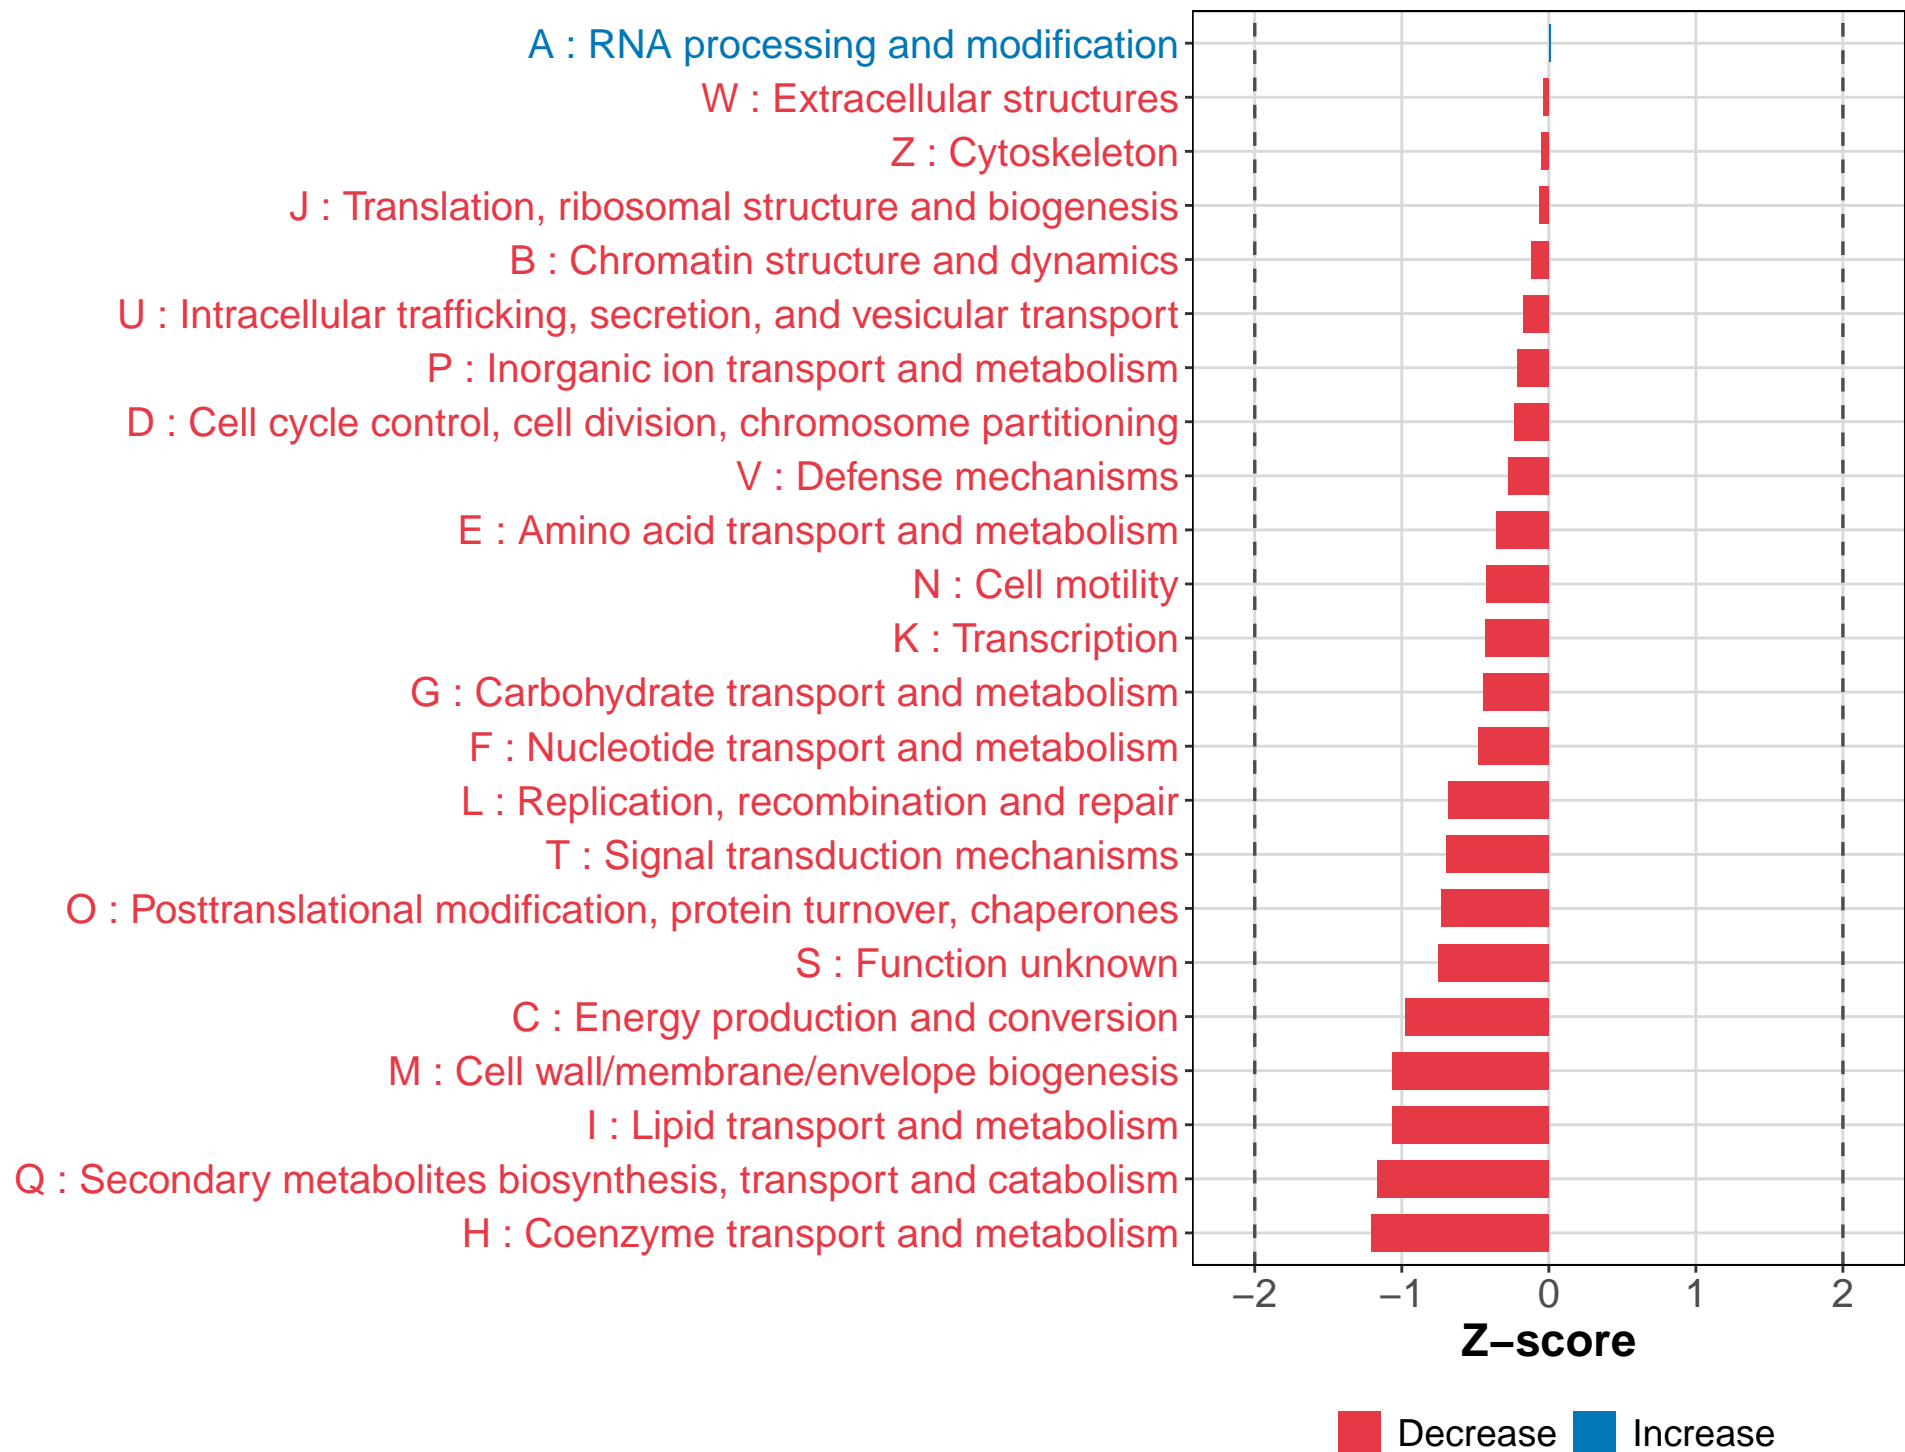 A : RNA processing and modification
W : Extracellular structures
Z : Cytoskeleton
J : Translation, ribosomal structure and biogenesis
B : Chromatin structure and dynamics
U : Intracellular trafficking, secretion, and vesicular transport
P : Inorganic ion transport and metabolism
D : Cell cycle control, cell division, chromosome partitioning
V : Defense mechanisms
E : Amino acid transport and metabolism
N : Cell motility
K : Transcription
G : Carbohydrate transport and metabolism
F : Nucleotide transport and metabolism
L : Replication, recombination and repair
T : Signal transduction mechanisms
O : Posttranslational modification, protein turnover, chaperones
S : Function unknown
C : Energy production and conversion
M : Cell wall/membrane/envelope biogenesis
I : Lipid transport and metabolism
Q : Secondary metabolites biosynthesis, transport and catabolism
H : Coenzyme transport and metabolism
−2 −1 0 1 2
Z−score
Decrease Increase